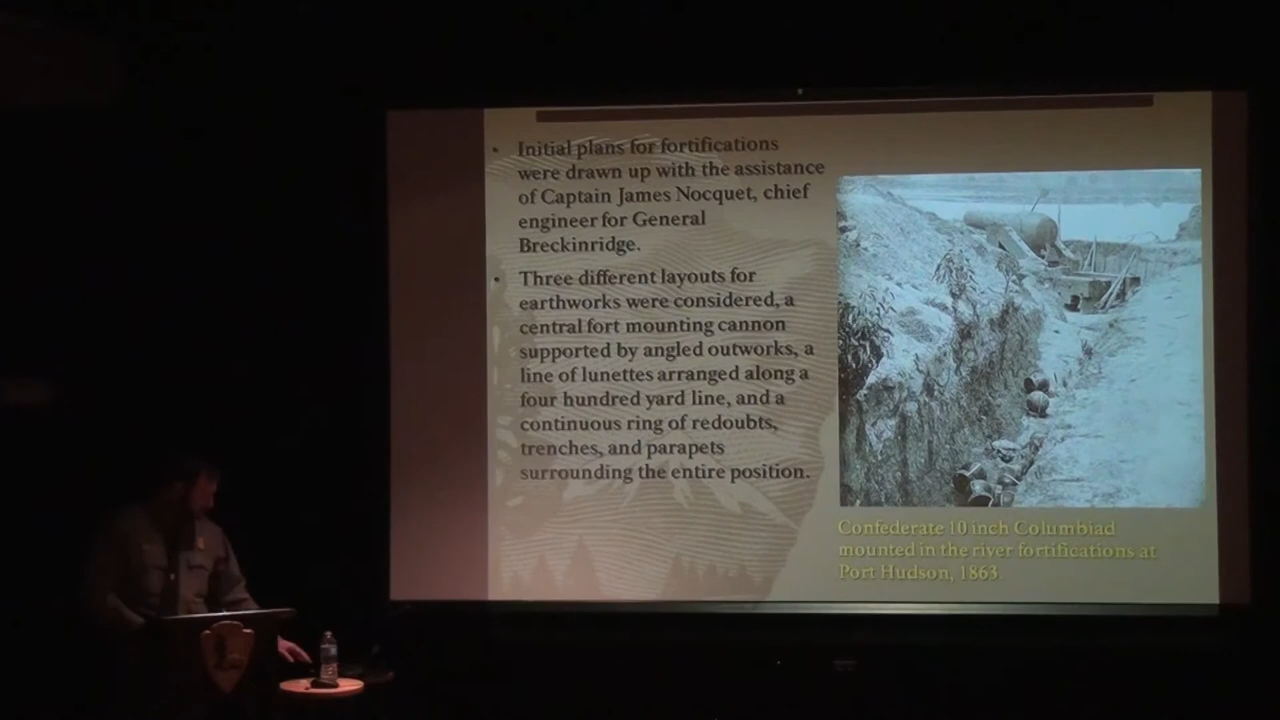 • Initial plans for fortifications
were drawn up with the assistance
of Captain James Nocquet, chief
engineer for General
Breckinridge.
• Three different layouts for
earthworks were considered, a
central fort mounting cannon
supported by angled outworks, a
line of lunettes arranged along a
four hundred yard line, and a
continuous ring of redoubts,
trenches, and parapets
surrounding the entire position.
Confederate 10 inch Columbiad
mounted in the river fortifications at
Port Hudson, 1863.